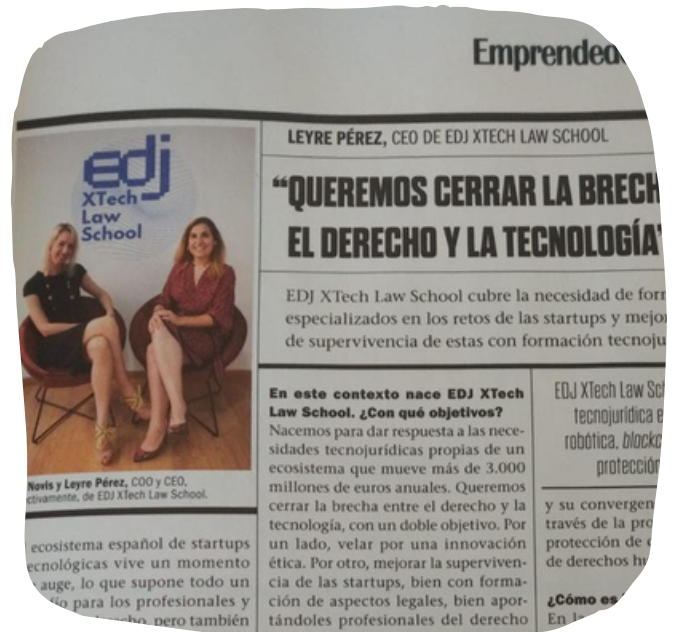 Emprended
edj
XTech
Law
School
Novis y Leyre Pérez, COO y CEO,
ctivamente, de EDJ XTech Law School.
ecosistema español de startups
ecnológicas vive un momento
auge, lo que supone todo un
para los profesionales y
pero también
LEYRE PÉREZ, CEO DE EDJ XTECH LAW SCHOOL
“QUEREMOS CERRAR LA BRECH
EL DERECHO Y LA TECNOLOGÍA”
EDJ XTech Law School cubre la necesidad de for
especializados en los retos de las startups y mejo
de supervivencia de estas con formación tecnoju
En este contexto nace EDJ XTech
Law School. ¿Con qué objetivos?
Nacemos para dar respuesta a las nece-
sidades tecnojurídicas propias de un
ecosistema que mueve más de 3.000
millones de euros anuales. Queremos
cerrar la brecha entre el derecho y la
tecnología, con un doble objetivo. Por
un lado, velar por una innovación
ética. Por otro, mejorar la superviven-
cia de las startups, bien con forma-
ción de aspectos legales, bien apor-
tándoles profesionales del derecho
EDJ XTech Law Sch
tecnojurídica e
robótica, blockc
protección
y su convergen
través de la pro
protección de
de derechos hu
¿Cómo es
En la